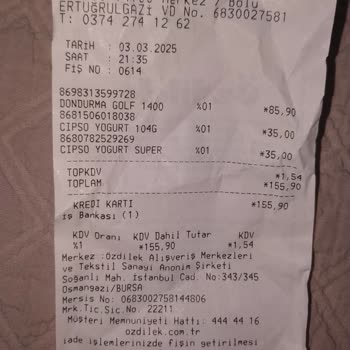 Merkez / Bolu
ERTUĞRULGAZİ VD No. 6830027581
T: 0374 274 12 62
TARİH : 03.03.2025
SAAT : 21:35
FİŞ NO : 0614
8698313599728
DONDURMA GOLF 1400 %01 *85,90
8681506018038
CIPSO YOGURT 104G %01 *35,00
8680782529269
CIPSO YOGURT SUPER %01 *35,00
TOPKDV *1,54
TOPLAM *155,90
KREDİ KARTI *155,90
İş Bankası (1)
KDV Oranı KDV Dahil Tutar KDV
%1 *155,90 *1,54
Merkez :Özdilek Alışveriş Merkezleri
ve Tekstil Sanayi Anonim Şirketi
Soğanlı Mah. İstanbul Cad. No:343/345
Osmangazi/BURSA
Mersis No: 0683002758144806
Mrk.Tic.Sic.No: 22211
Müşteri Memnuniyeti Hattı: 444 44 16
ozdilek.com.tr
iade işlemlerinizde fişin getirilmesi